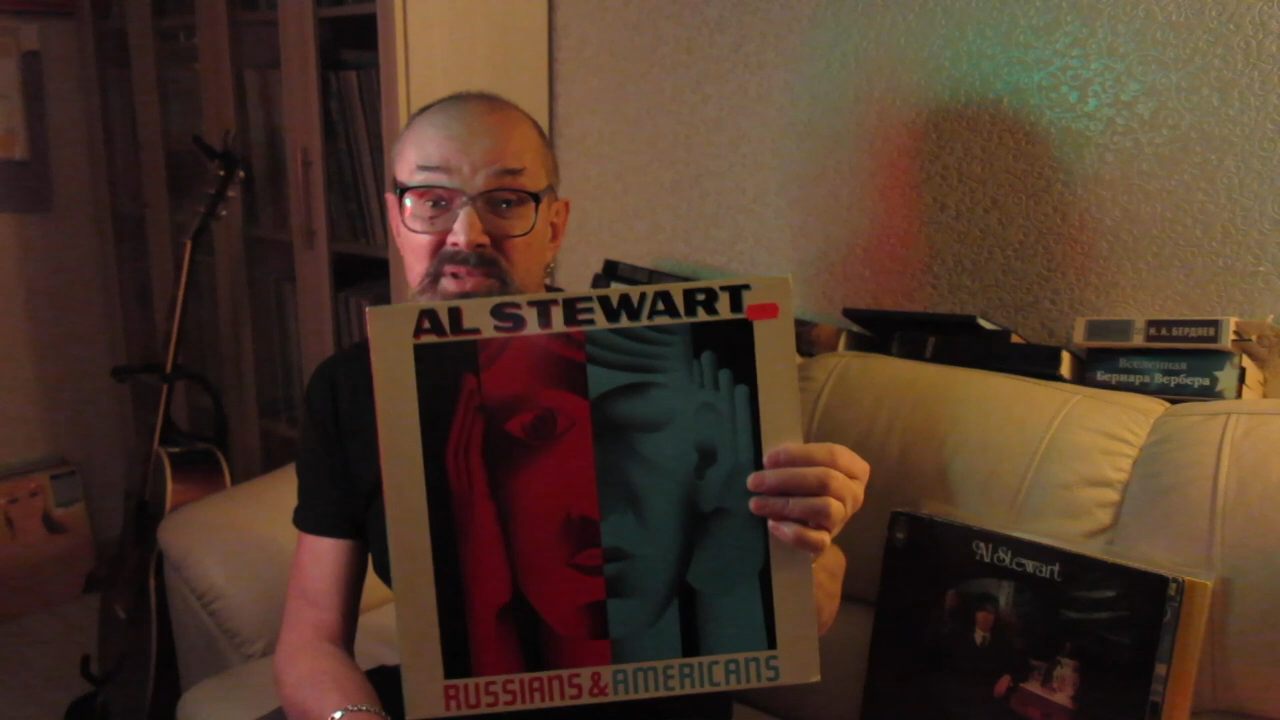 AL STEWART
RUSSIANS & AMERICANS
Н. А. БЕРДЯЕВ
Вселенная
Бернара Вербера
Al Stewart